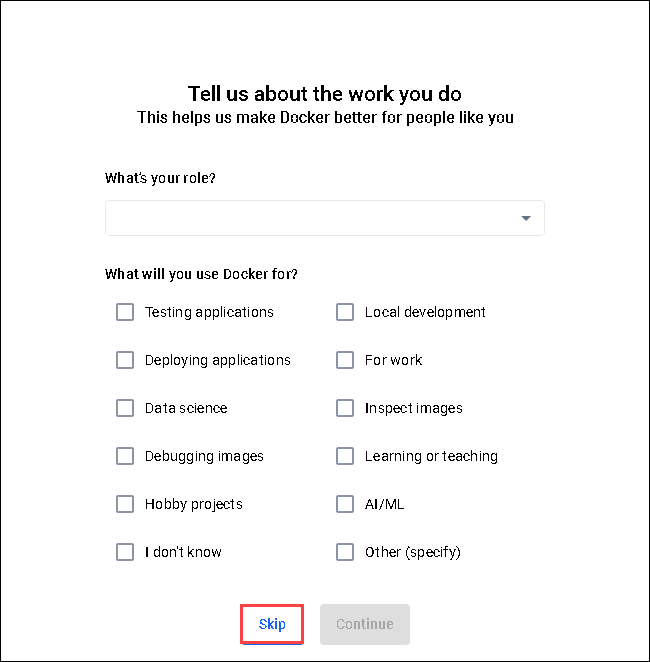 Tell us about the work you do
This helps us make Docker better for people like you
What's your role?
What will you use Docker for?
Testing applications
Local development
Deploying applications
For work
Data science
Inspect images
Debugging images
Learning or teaching
Hobby projects
AI/ML
I don't know
Other (specify)
Skip
Continue